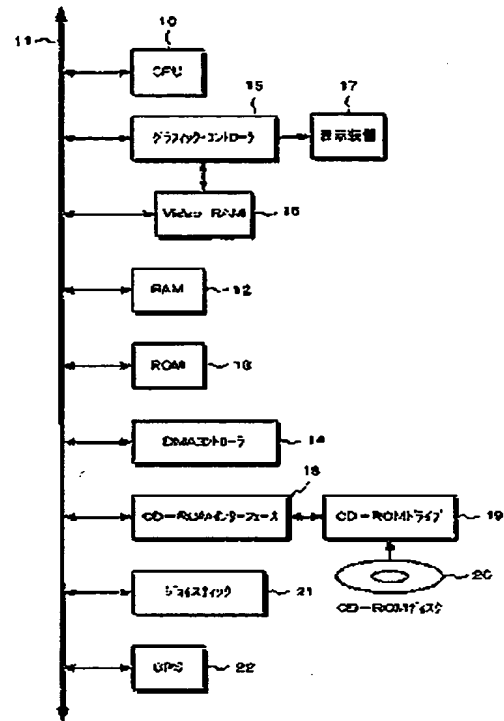 10
11
CPU
15
17
グラフィック・コントローラ
表示装置
Video RAM
16
RAM
12
ROM
13
DMAコントローラ
14
18
CD-ROMインターフェース
CD-ROMドライブ
19
20
CD-ROMディスク
ジョイスティック
21
GPS
22